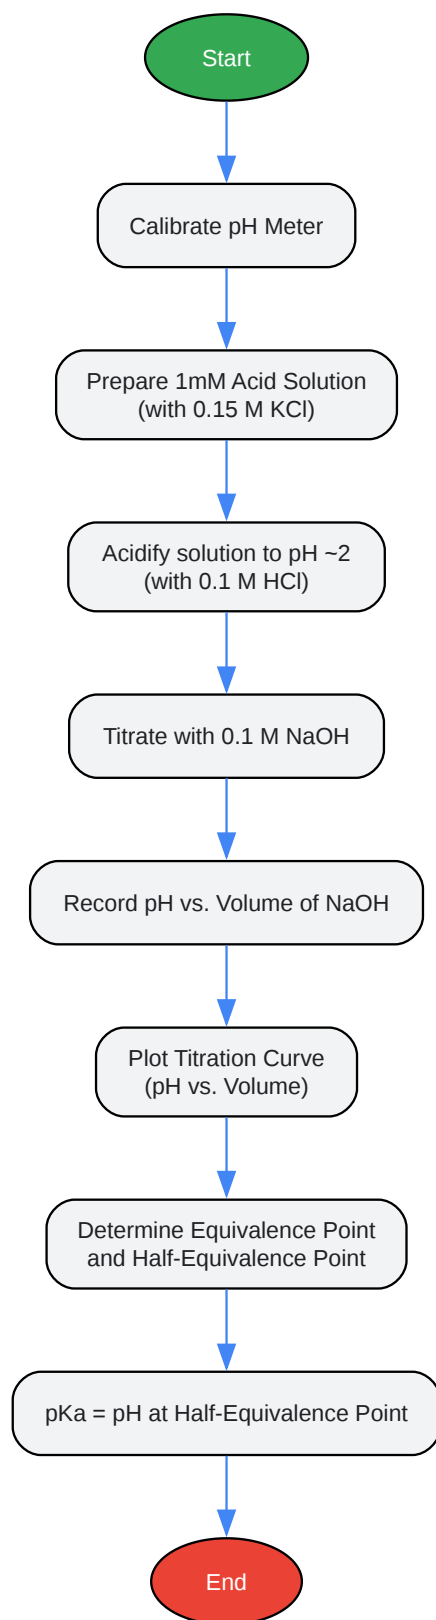 Start
Calibrate pH Meter
Prepare 1mM Acid Solution
(with 0.15 M KCl)
Acidify solution to pH ~2
(with 0.1 M HCl)
Titrate with 0.1 M NaOH
Record pH vs. Volume of NaOH
Plot Titration Curve
(pH vs. Volume)
Determine Equivalence Point
and Half-Equivalence Point
pKa = pH at Half-Equivalence Point
End